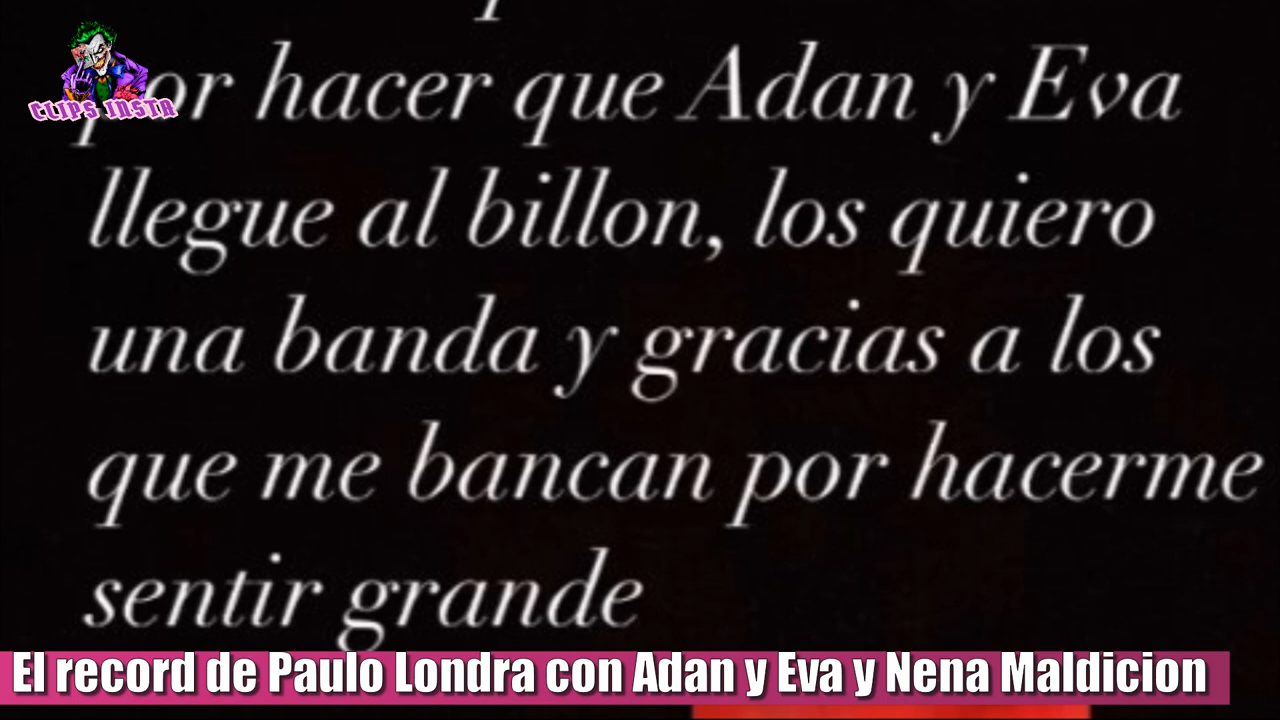 por hacer que Adan y Eva
llegue al billon, los quiero
una banda y gracias a los
que me bancan por hacerme
sentir grande
CLIPS INSTA
El record de Paulo Londra con Adan y Eva y Nena Maldicion